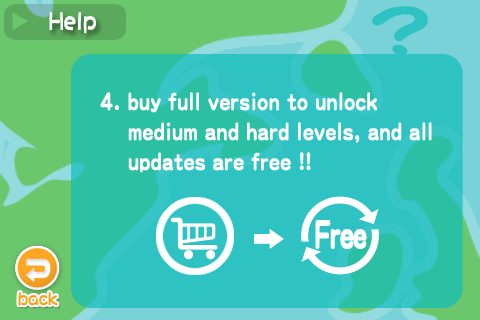 Help
?
4. buy full version to unlock
medium and hard levels, and all
updates are free !!
Free
back